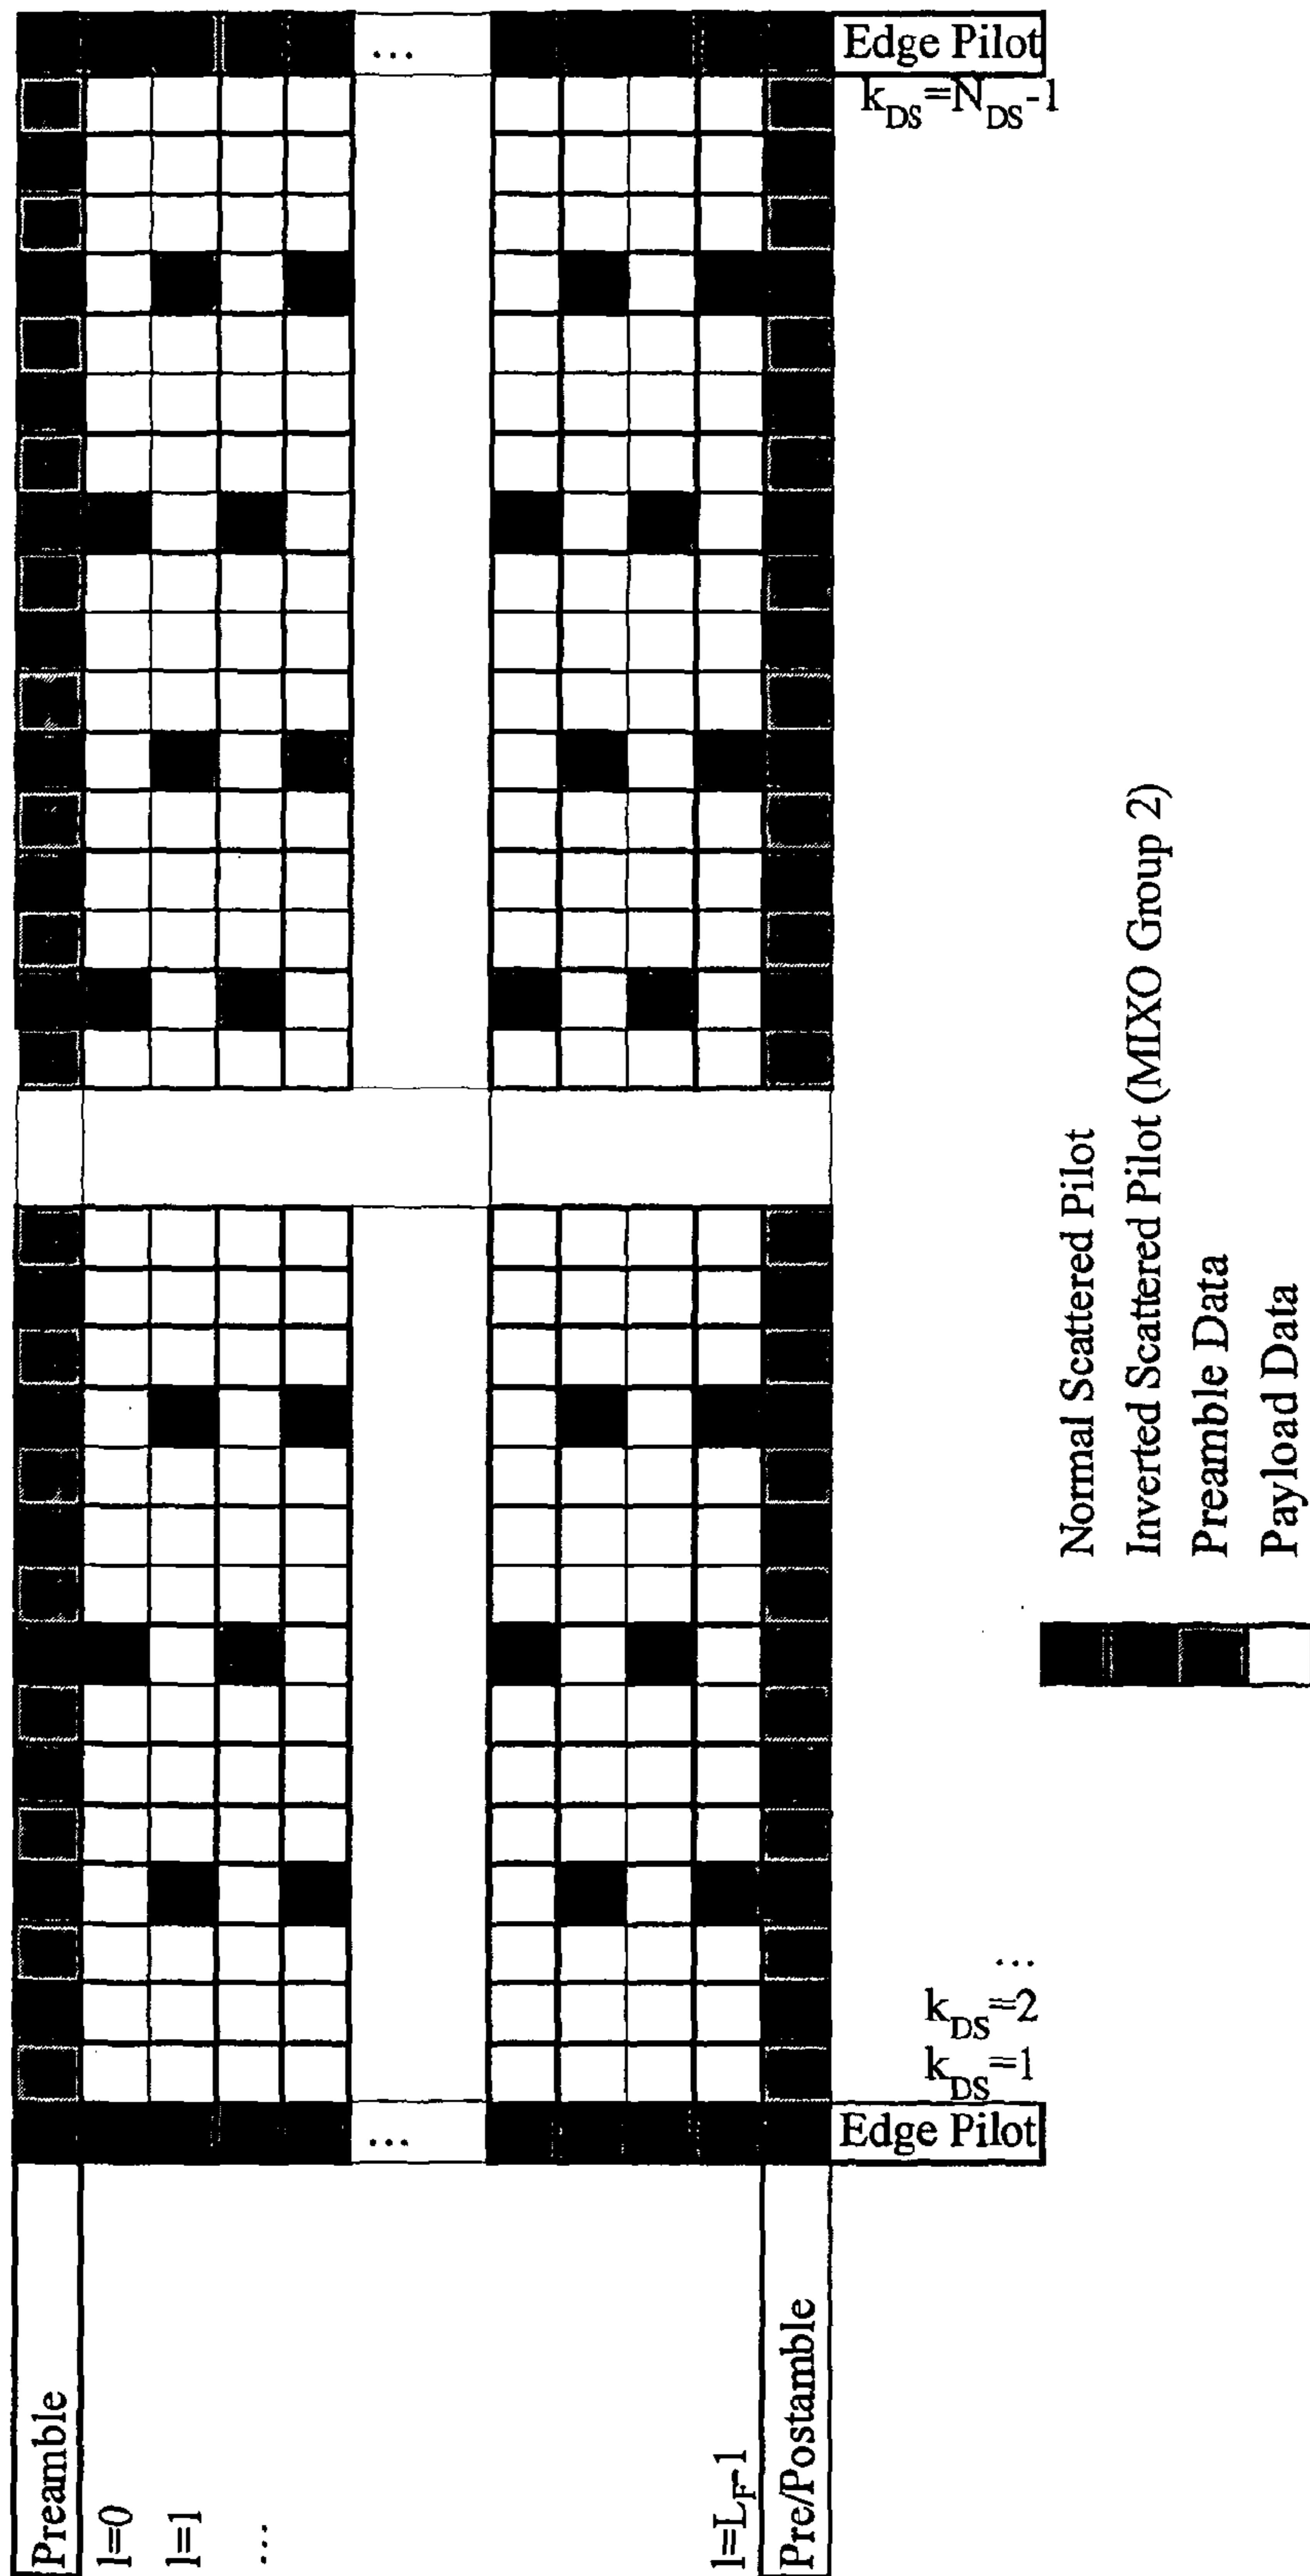 Preamble
l=0
l=1
...
l=L_F-1
Pre/Postamble
...
...
Edge Pilot
k_DS=1
k_DS=2
...
k_DS=N_DS-1
Edge Pilot
Normal Scattered Pilot
Inverted Scattered Pilot (MIXO Group 2)
Preamble Data
Payload Data